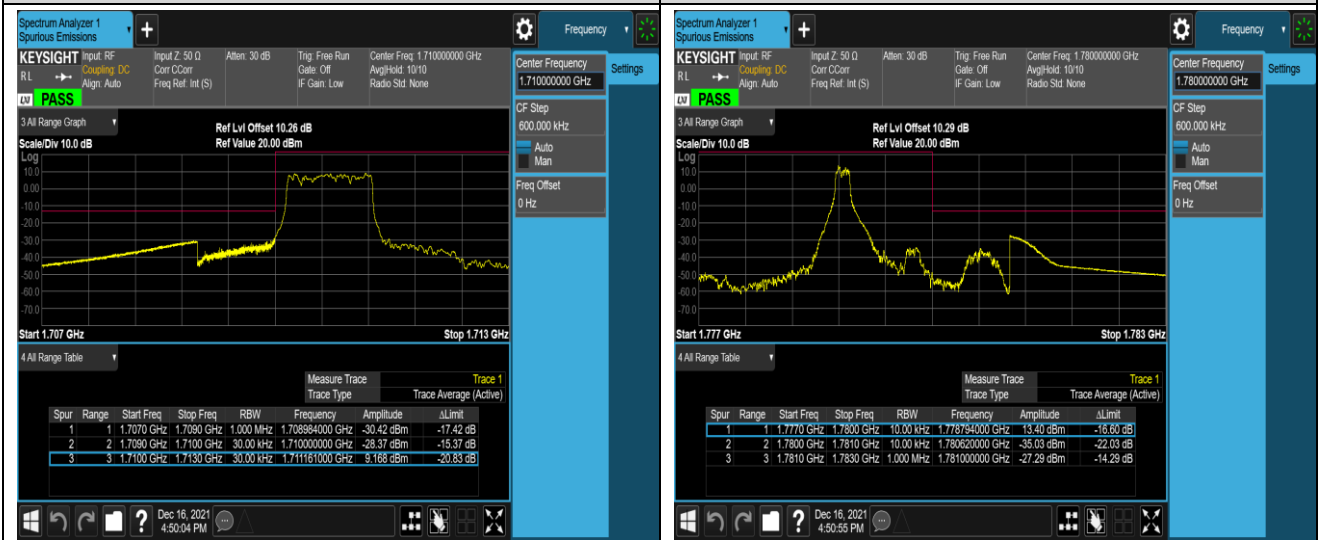 Spectrum Analyzer 1
Spurious Emissions
+
Frequency
KEYSIGHT Input: RF Input Z: 50 Ω Atten: 30 dB Trig: Free Run Center Freq: 1.710000000 GHz
RL Coupling: DC Corr CCorr Gate: Off Avg|Hold: 10/10
Align: Auto Freq Ref: Int (S) IF Gain: Low Radio Std: None
LXI PASS
Center Frequency
1.710000000 GHz
Settings
CF Step
600.000 kHz
Auto
Man
Freq Offset
0 Hz
3 All Range Graph
Ref Lvl Offset 10.26 dB
Scale/Div 10.0 dB Ref Value 20.00 dBm
Log
10.0
0.00
-10.0
-20.0
-30.0
-40.0
-50.0
-60.0
-70.0
Start 1.707 GHz Stop 1.713 GHz
4 All Range Table
Measure Trace Trace 1
Trace Type Trace Average (Active)
Spur Range Start Freq Stop Freq RBW Frequency Amplitude ΔLimit
1 1 1.7070 GHz 1.7090 GHz 1.000 MHz 1.708984000 GHz -30.42 dBm -17.42 dB
2 2 1.7090 GHz 1.7100 GHz 30.00 kHz 1.710000000 GHz -28.37 dBm -15.37 dB
3 3 1.7100 GHz 1.7130 GHz 30.00 kHz 1.711161000 GHz 9.168 dBm -20.83 dB
? Dec 16, 2021
4:50:04 PM
Spectrum Analyzer 1
Spurious Emissions
+
Frequency
KEYSIGHT Input: RF Input Z: 50 Ω Atten: 30 dB Trig: Free Run Center Freq: 1.780000000 GHz
RL Coupling: DC Corr CCorr Gate: Off Avg|Hold: 10/10
Align: Auto Freq Ref: Int (S) IF Gain: Low Radio Std: None
LXI PASS
Center Frequency
1.780000000 GHz
Settings
CF Step
600.000 kHz
Auto
Man
Freq Offset
0 Hz
3 All Range Graph
Ref Lvl Offset 10.29 dB
Scale/Div 10.0 dB Ref Value 20.00 dBm
Log
10.0
0.00
-10.0
-20.0
-30.0
-40.0
-50.0
-60.0
-70.0
Start 1.777 GHz Stop 1.783 GHz
4 All Range Table
Measure Trace Trace 1
Trace Type Trace Average (Active)
Spur Range Start Freq Stop Freq RBW Frequency Amplitude ΔLimit
1 1 1.7770 GHz 1.7800 GHz 10.00 kHz 1.778794000 GHz 13.40 dBm -16.60 dB
2 2 1.7800 GHz 1.7810 GHz 10.00 kHz 1.780620000 GHz -35.03 dBm -22.03 dB
3 3 1.7810 GHz 1.7830 GHz 1.000 MHz 1.781000000 GHz -27.29 dBm -14.29 dB
? Dec 16, 2021
4:50:55 PM